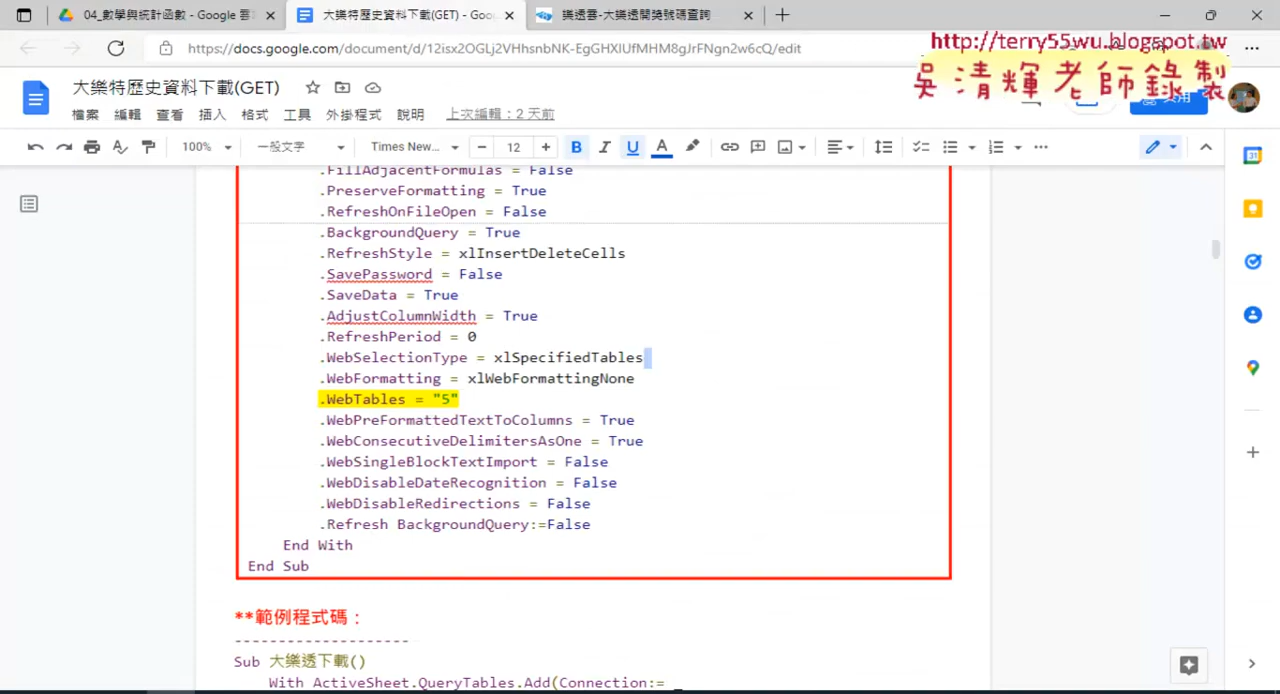 04_數學與統計函數 - Google 雲
大樂特歷史資料下載(GET) - Goo
樂透雲-大樂透開獎號碼查詢
https://docs.google.com/document/d/12isx2OGLj2VHhsnbNK-EgGHXIUfMHM8gJrFNgn2w6cQ/edit
http://terry55wu.blogspot.tw
吳清輝老師錄製
大樂特歷史資料下載(GET)
檔案 編輯 查看 插入 格式 工具 外掛程式 說明 上次編輯：2 天前
100% 一般文字 Times New... 12 B I U A
.FillAdjacentFormulas = False
.PreserveFormatting = True
.RefreshOnFileOpen = False
.BackgroundQuery = True
.RefreshStyle = xlInsertDeleteCells
.SavePassword = False
.SaveData = True
.AdjustColumnWidth = True
.RefreshPeriod = 0
.WebSelectionType = xlSpecifiedTables
.WebFormatting = xlWebFormattingNone
.WebTables = "5"
.WebPreFormattedTextToColumns = True
.WebConsecutiveDelimitersAsOne = True
.WebSingleBlockTextImport = False
.WebDisableDateRecognition = False
.WebDisableRedirections = False
.Refresh BackgroundQuery:=False
End With
End Sub
**範例程式碼：
--------------------
Sub 大樂透下載()
With ActiveSheet.QueryTables.Add(Connection:= _